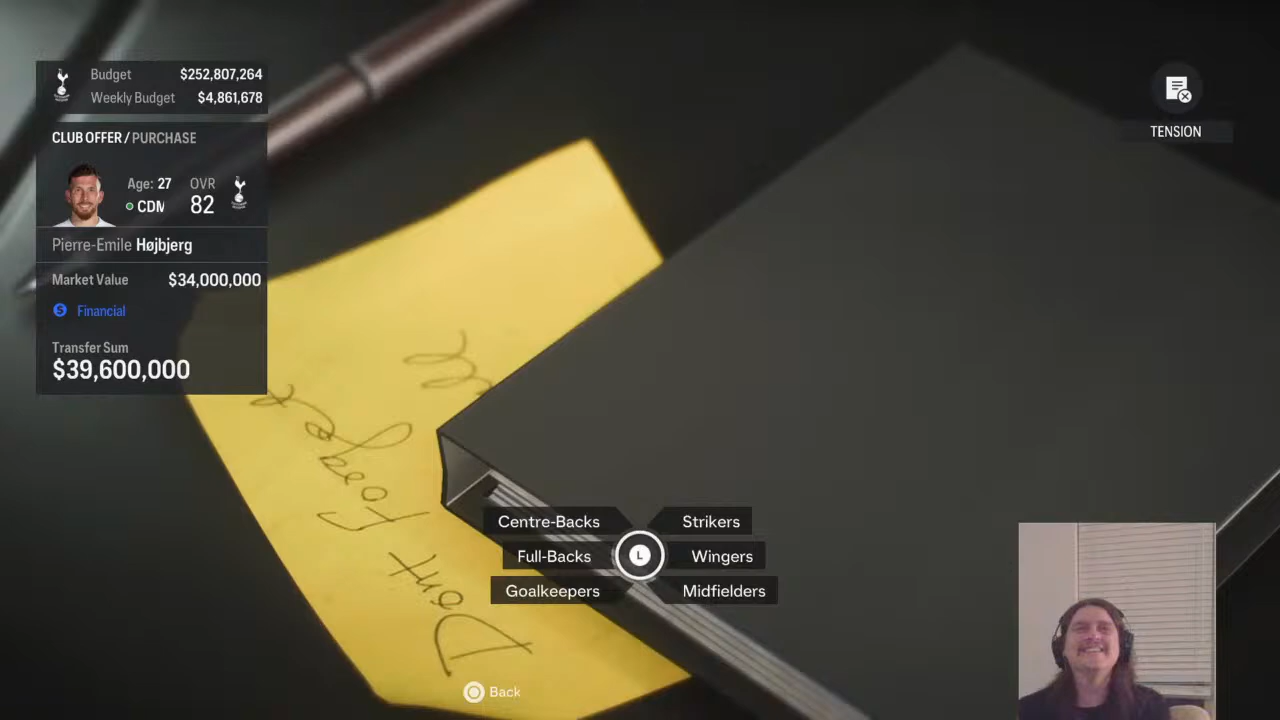 Budget $252,807,264
Weekly Budget $4,861,678
CLUB OFFER / PURCHASE
Age: 27 OVR
CDM 82
Pierre-Emile Højbjerg
Market Value $34,000,000
$ Financial
Transfer Sum
$39,600,000
TENSION
Dont Forget
Centre-Backs
Strikers
Full-Backs
L
Wingers
Goalkeepers
Midfielders
Back